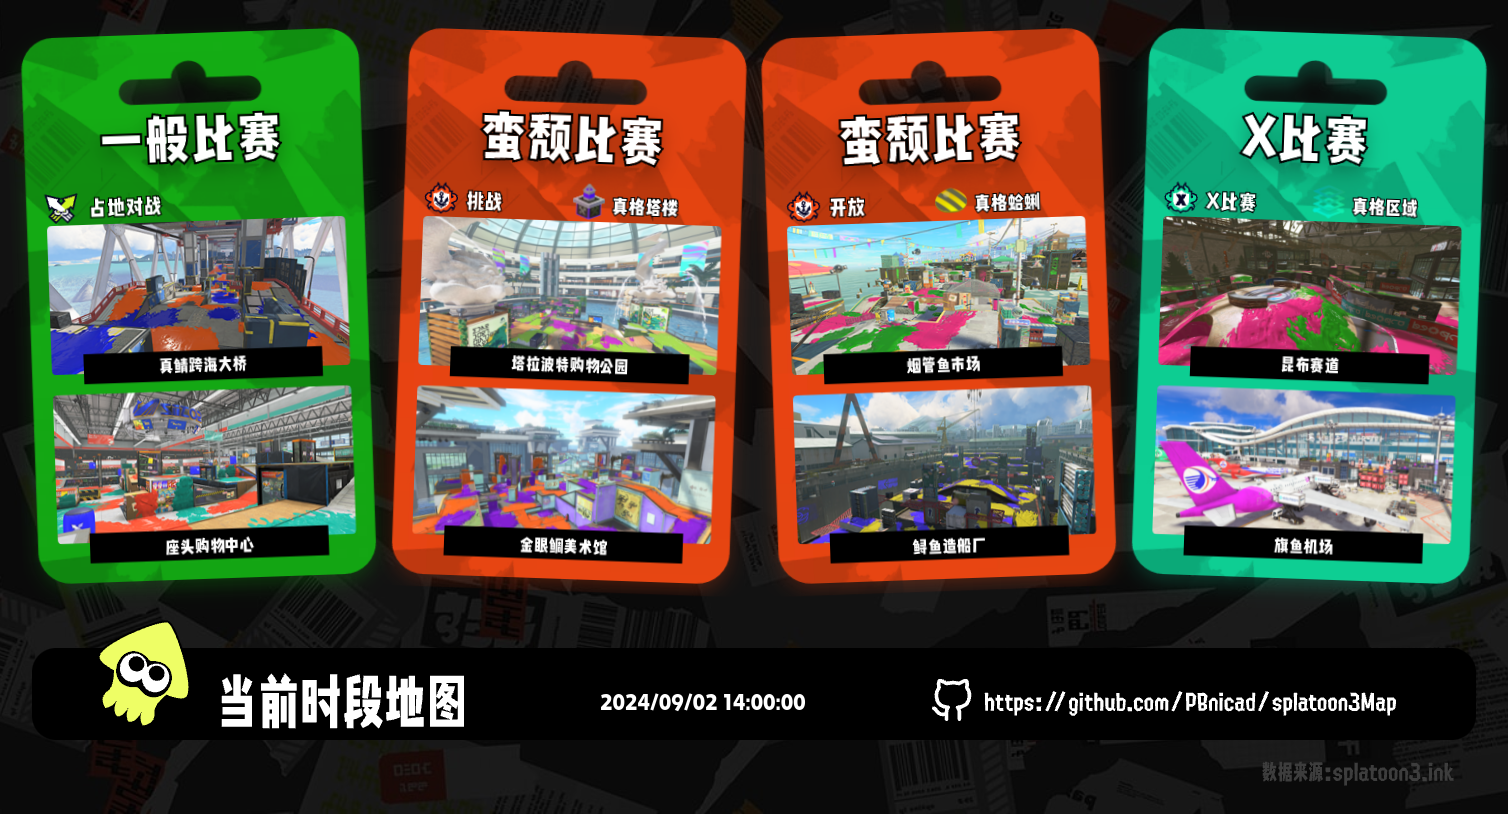 一般比赛
占地对战
真鲭跨海大桥
座头购物中心
蛮颓比赛
挑战
真格塔楼
塔拉波特购物公园
金眼鲷美术馆
蛮颓比赛
开放
真格蛤蜊
烟管鱼市场
鲟鱼造船厂
X比赛
X比赛
真格区域
昆布赛道
旗鱼机场
当前时段地图
2024/09/02 14:00:00
https://github.com/PBnicad/splatoon3Map
数据来源:splatoon3.ink